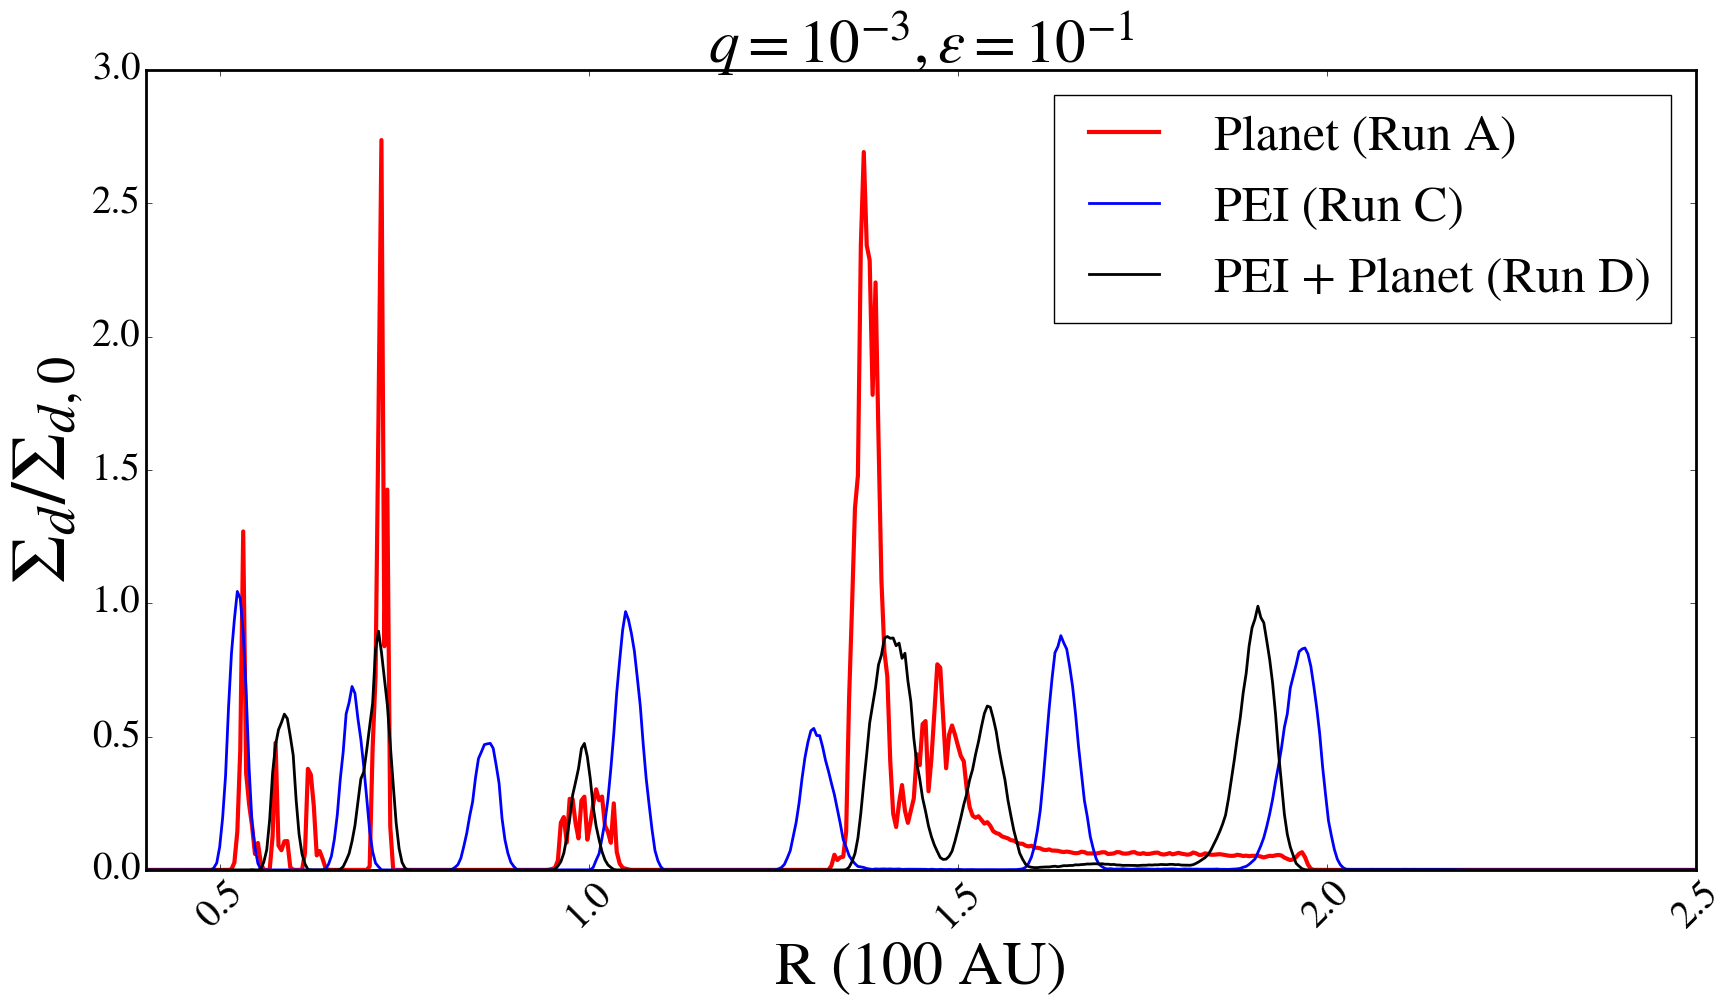 q = 10⁻³, ε = 10⁻¹
3.0
2.5
2.0
1.5
1.0
0.5
0.0
Σd/Σd,0
Planet (Run A)
PEI (Run C)
PEI + Planet (Run D)
0.5 1.0 1.5 2.0 2.5
R (100 AU)